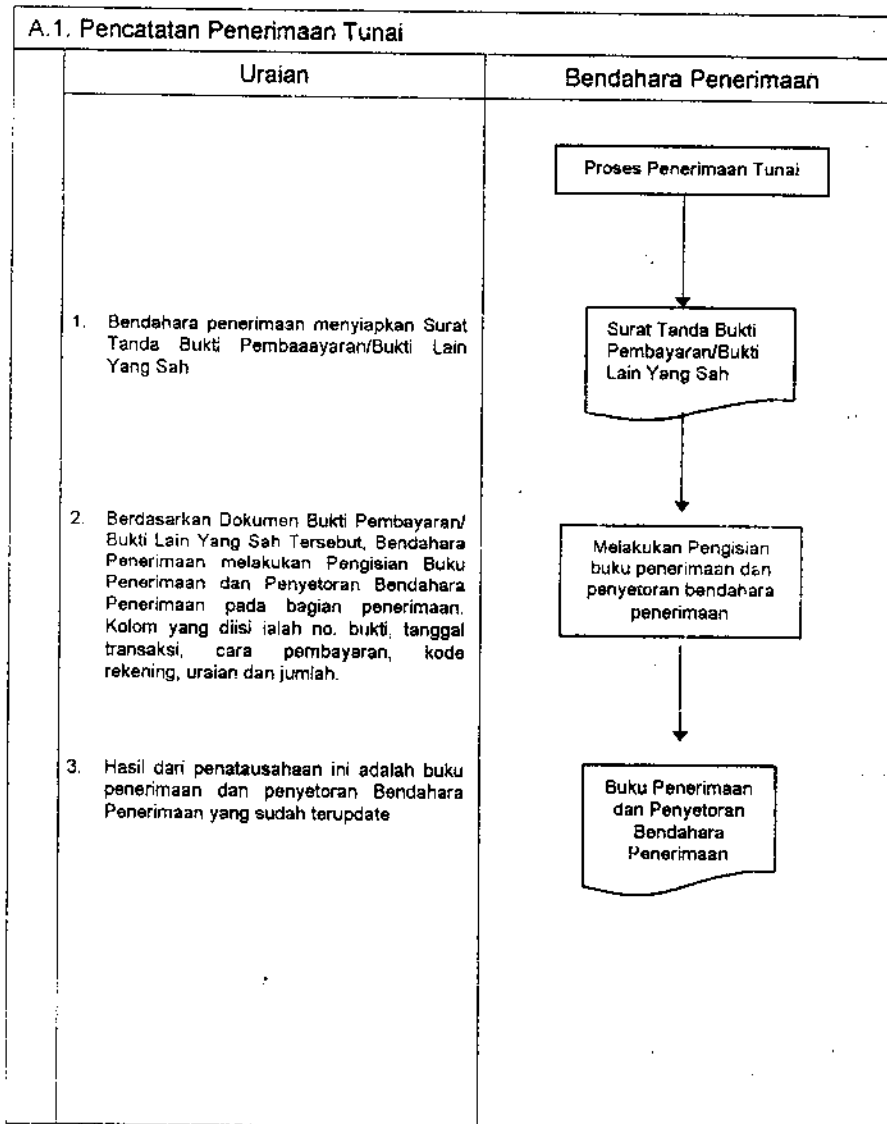 A.1. Pencatatan Penerimaan Tunai
Uraian
Bendahara Penerimaan
Proses Penerimaan Tunai
1. Bendahara penerimaan menyiapkan Surat
Tanda Bukti Pembaaayaran/Bukti Lain
Yang Sah
Surat Tanda Bukti
Pembayaran/Bukti
Lain Yang Sah
2. Berdasarkan Dokumen Bukti Pembayaran/
Bukti Lain Yang Sah Tersebut, Bendahara
Penerimaan melakukan Pengisian Buku
Penerimaan dan Penyetoran Bendahara
Penerimaan pada bagian penerimaan.
Kolom yang diisi ialah no. bukti, tanggal
transaksi, cara pembayaran, kode
rekening, uraian dan jumlah.
Melakukan Pengisian
buku penerimaan dan
penyetoran bendahara
penerimaan
3. Hasil dari penatausahaan ini adalah buku
penerimaan dan penyetoran Bendahara
Penerimaan yang sudah terupdate
Buku Penerimaan
dan Penyetoran
Bendahara
Penerimaan